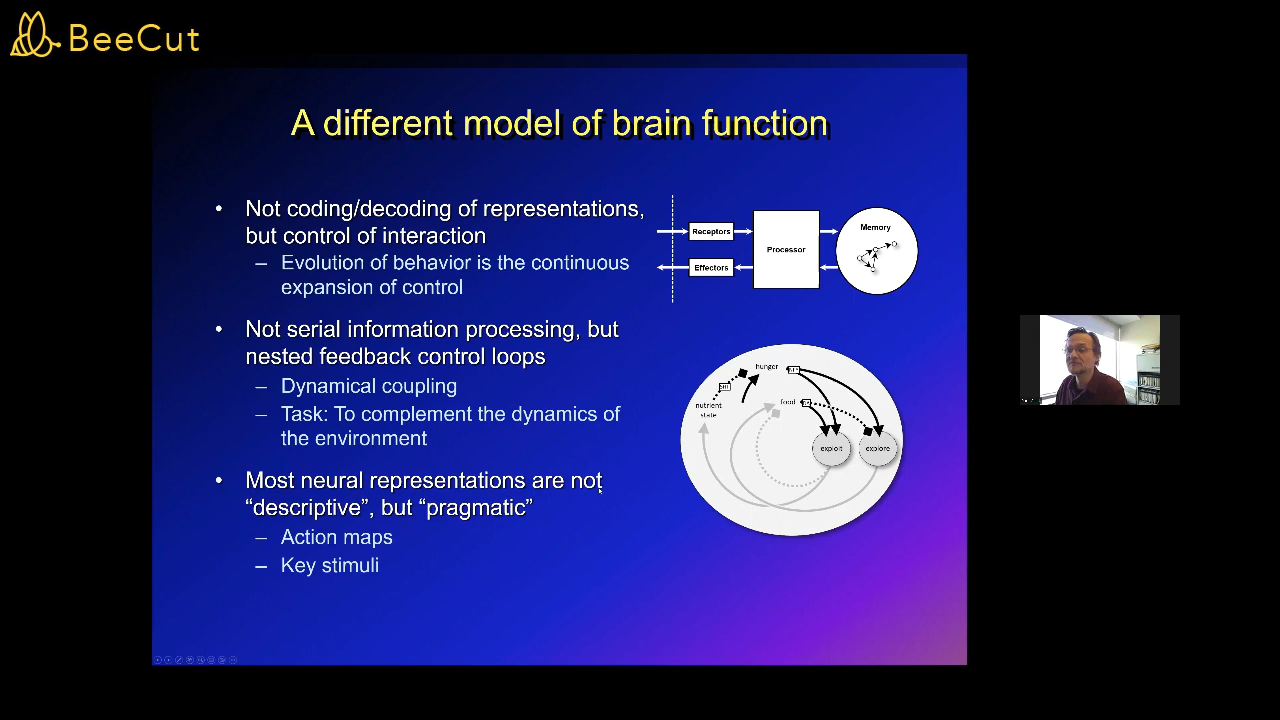 BeeCut
A different model of brain function
• Not coding/decoding of representations,
but control of interaction
– Evolution of behavior is the continuous
expansion of control
• Not serial information processing, but
nested feedback control loops
– Dynamical coupling
– Task: To complement the dynamics of
the environment
• Most neural representations are not
“descriptive”, but “pragmatic”
– Action maps
– Key stimuli
Receptors
Effectors
Processor
Memory
hunger
nutrient
state
food
exploit
explore